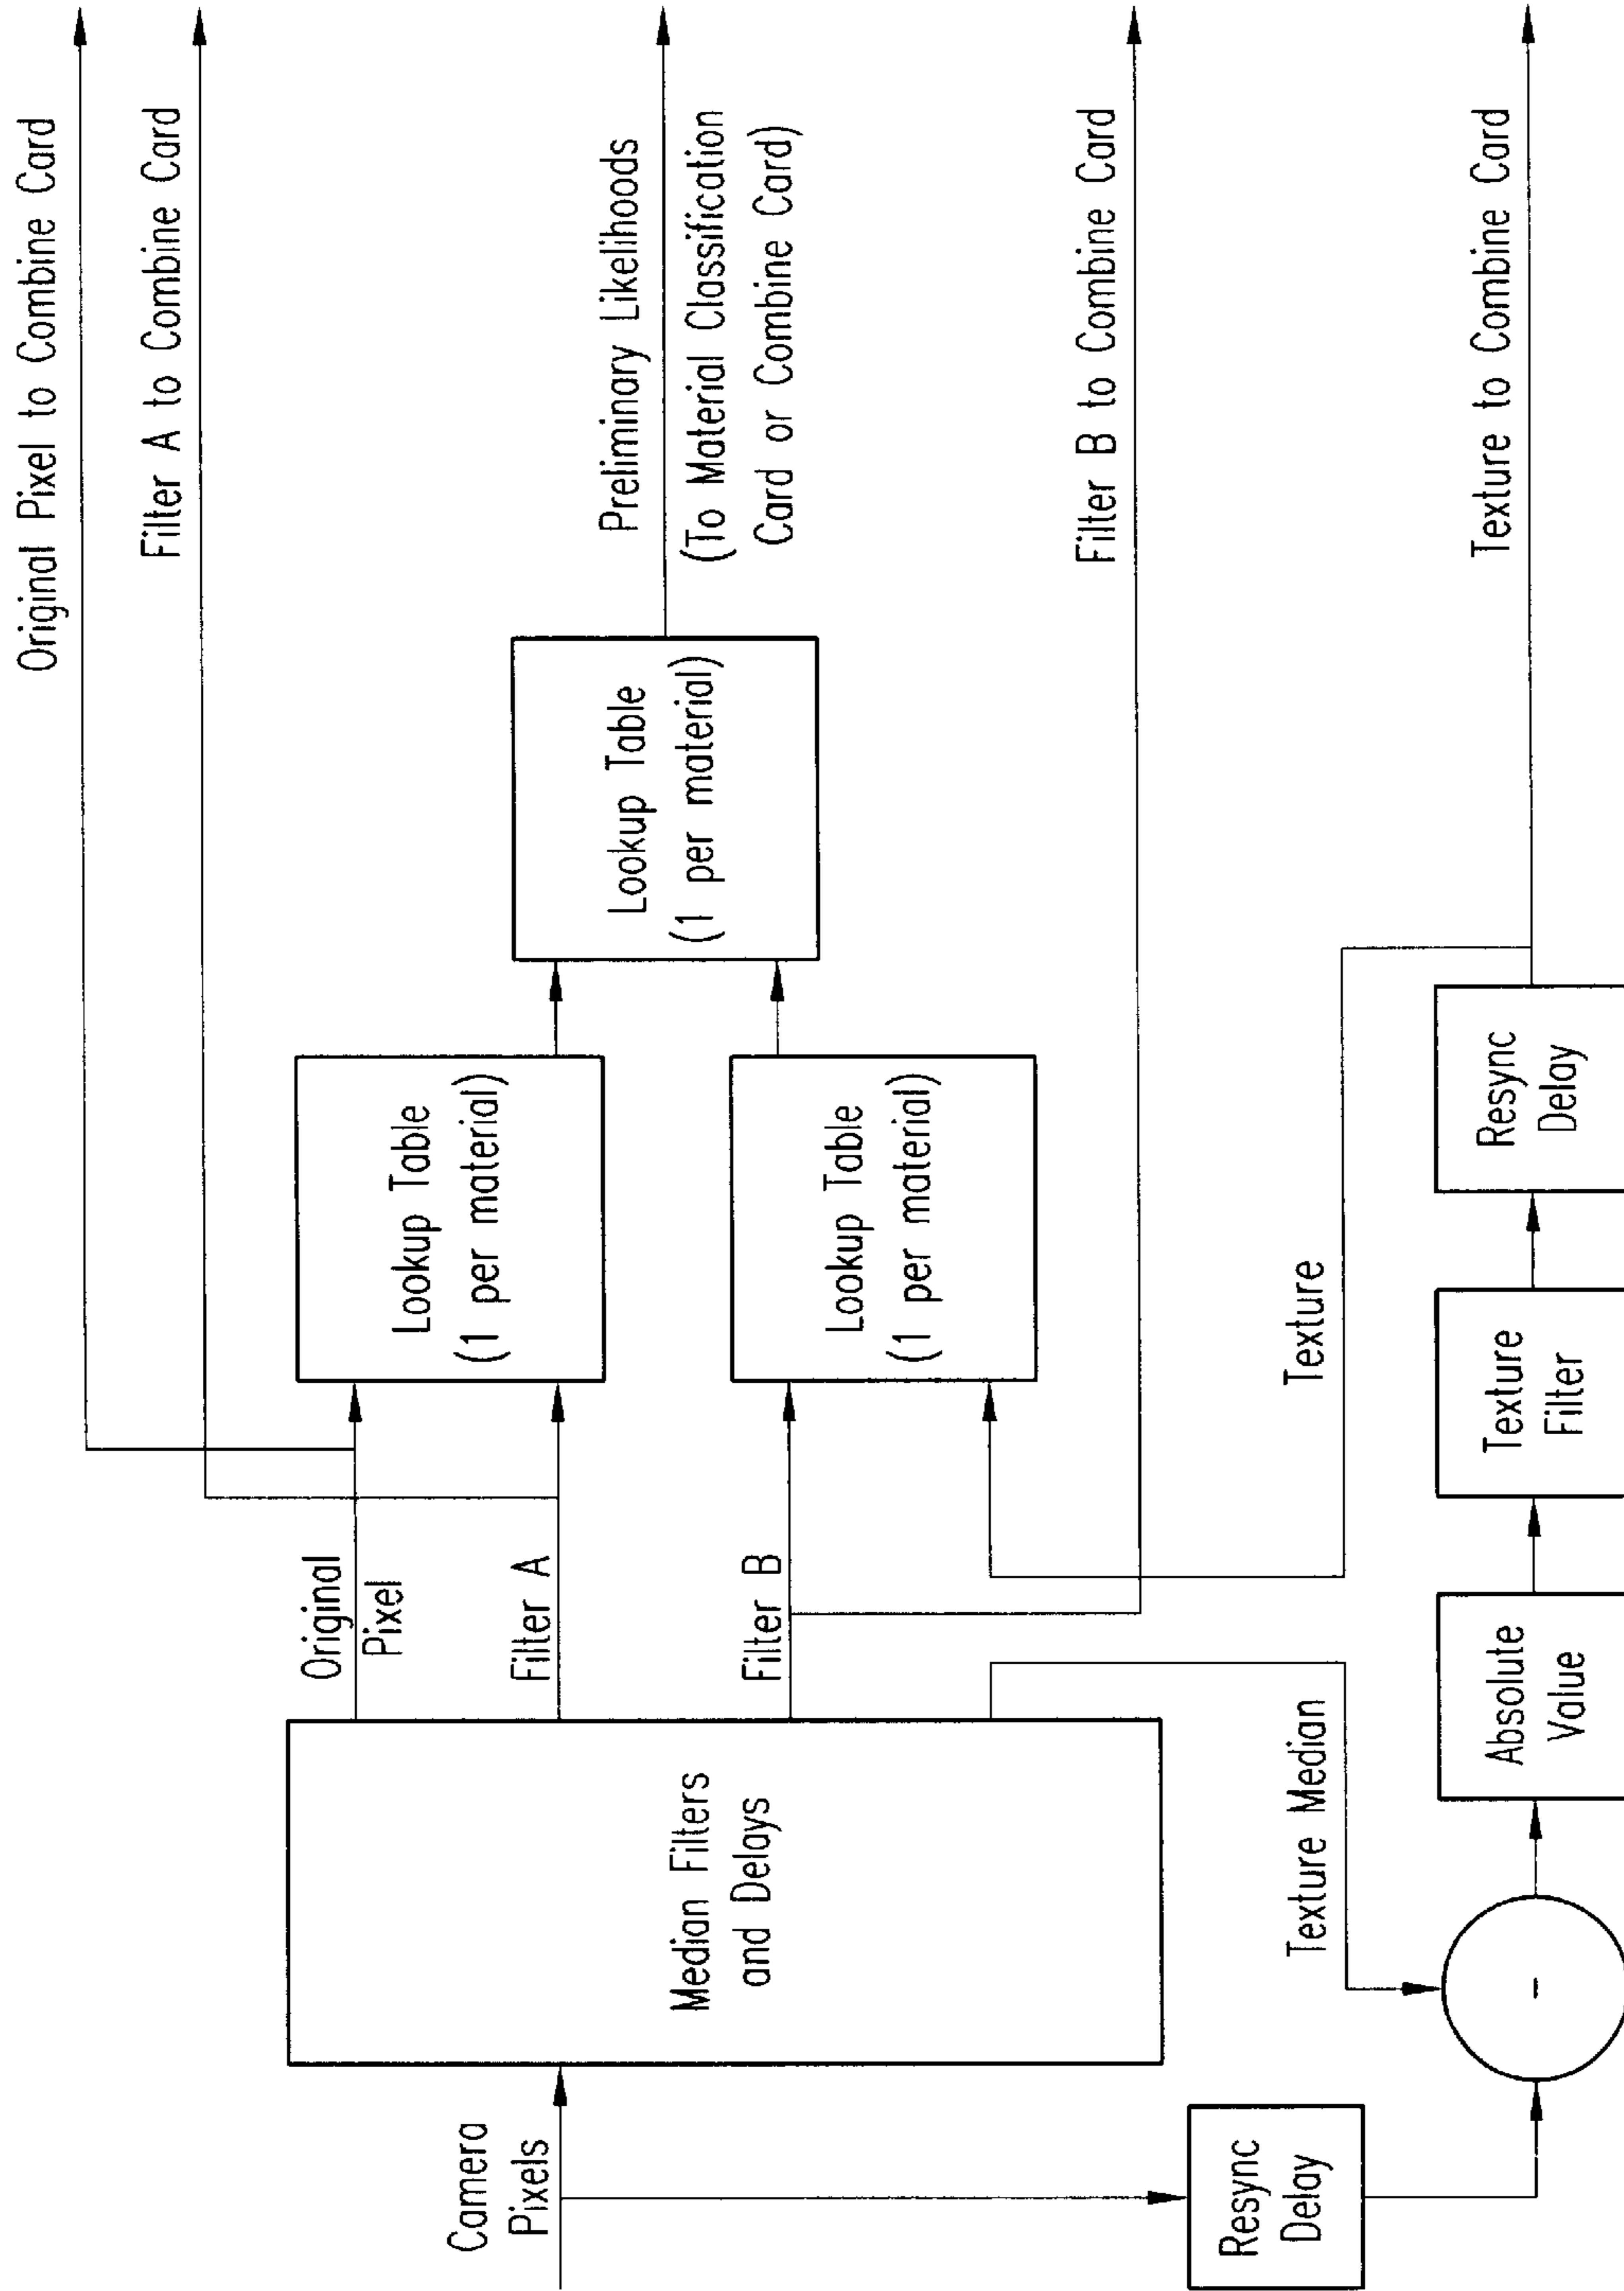 Original Pixel to Combine Card
Filter A to Combine Card
Preliminary Likelihoods
(To Material Classification
Card or Combine Card)
Filter B to Combine Card
Texture to Combine Card
Lookup Table
(1 per material)
Lookup Table
(1 per material)
Lookup Table
(1 per material)
Original
Pixel
Filter A
Filter B
Texture
Median Filters
and Delays
Texture Median
Camera
Pixels
Resync
Delay
-
Absolute
Value
Texture
Filter
Resync
Delay